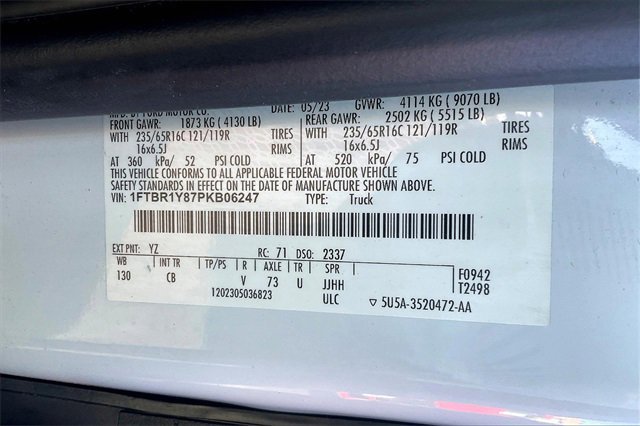 MFD. BY FORD MOTOR CO. DATE: 05/23 GVWR: 4114 KG ( 9070 LB)
FRONT GAWR: 1873 KG ( 4130 LB) REAR GAWR: 2502 KG ( 5515 LB)
WITH 235/65R16C 121/119R TIRES WITH 235/65R16C 121/119R TIRES
16x6.5J RIMS 16x6.5J RIMS
AT 360 kPa/ 52 PSI COLD AT 520 kPa/ 75 PSI COLD
THIS VEHICLE CONFORMS TO ALL APPLICABLE FEDERAL MOTOR VEHICLE
SAFETY STANDARDS IN EFFECT ON THE DATE OF MANUFACTURE SHOWN ABOVE.
VIN: 1FTBR1Y87PKB06247 TYPE: Truck
EXT PNT: YZ RC: 71 DSO: 2337
WB INT TR TP/PS R AXLE TR SPR F0942
130 CB V 73 U JJHH T2498
1202305036823 ULC ▽ 5U5A-3520472-AA